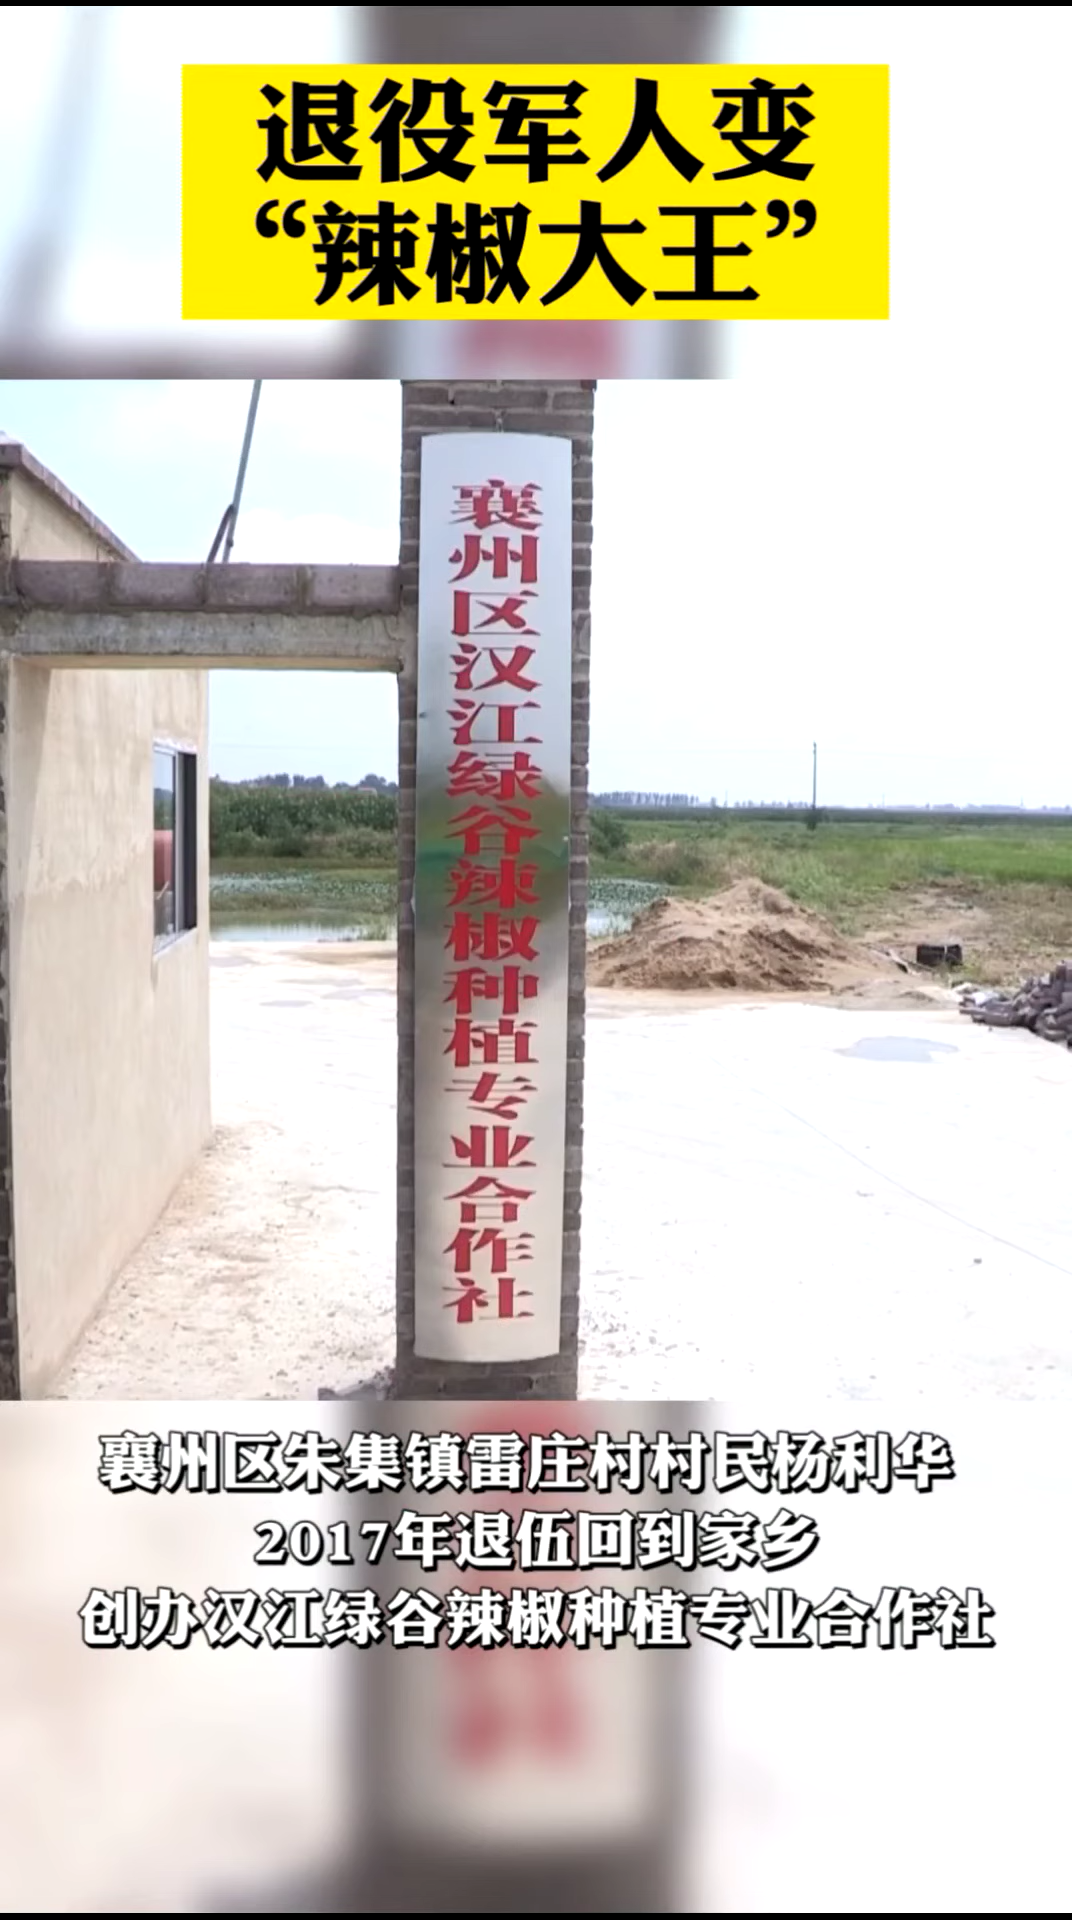 退役军人变
“辣椒大王”
襄州区汉江绿谷辣椒种植专业合作社
襄州区朱集镇雷庄村村民杨利华
2017年退伍回到家乡
创办汉江绿谷辣椒种植专业合作社